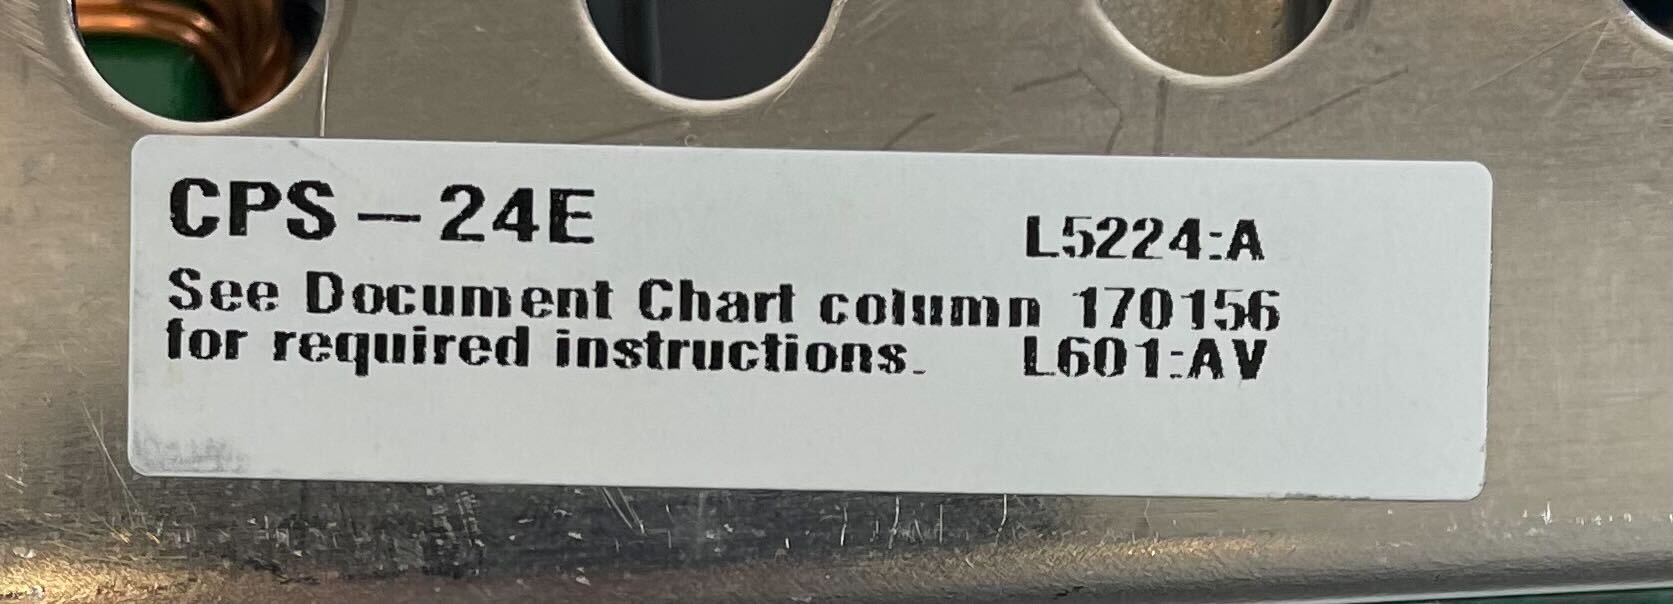 CPS-24E L5224:A
See Document Chart column 170156
for required instructions. L601:AV